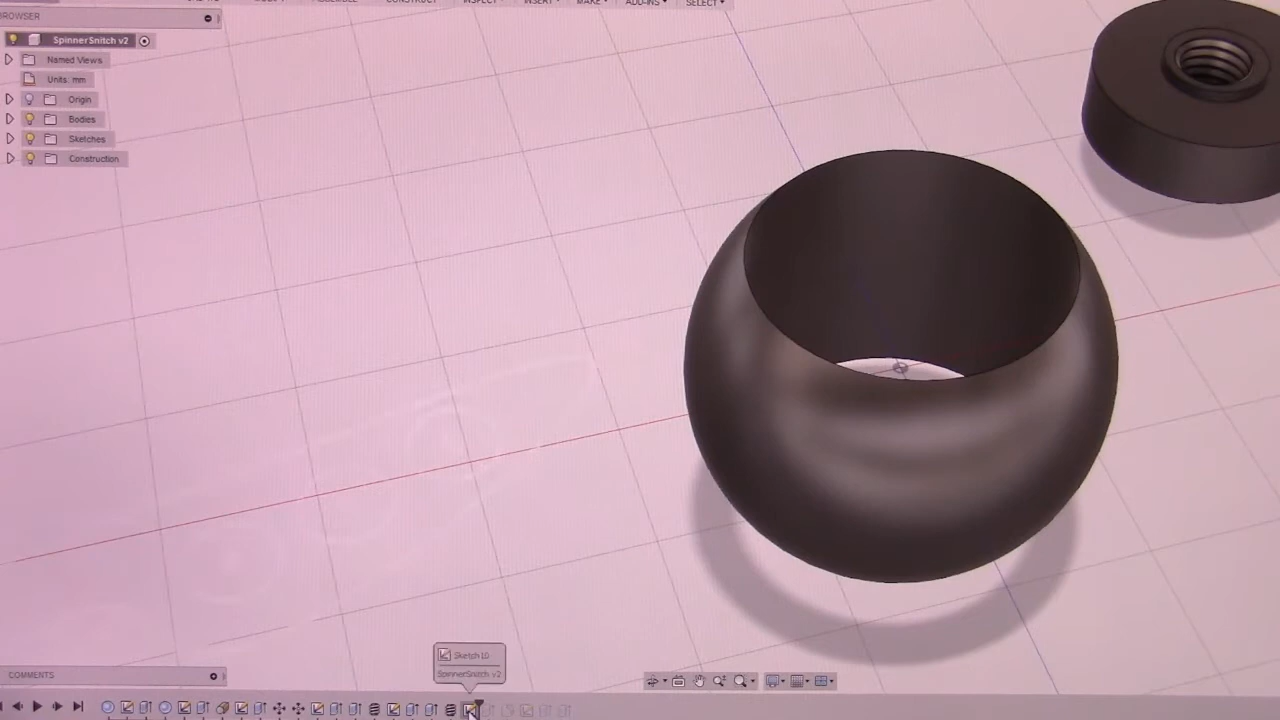 CONSTRUCT
INSPECT
INSERT
MAKE
ADD-INS
SELECT
BROWSER
SpinnerSnitch v2
Named Views
Units: mm
Origin
Bodies
Sketches
Construction
Sketch10
SpinnerSnitch v2
COMMENTS